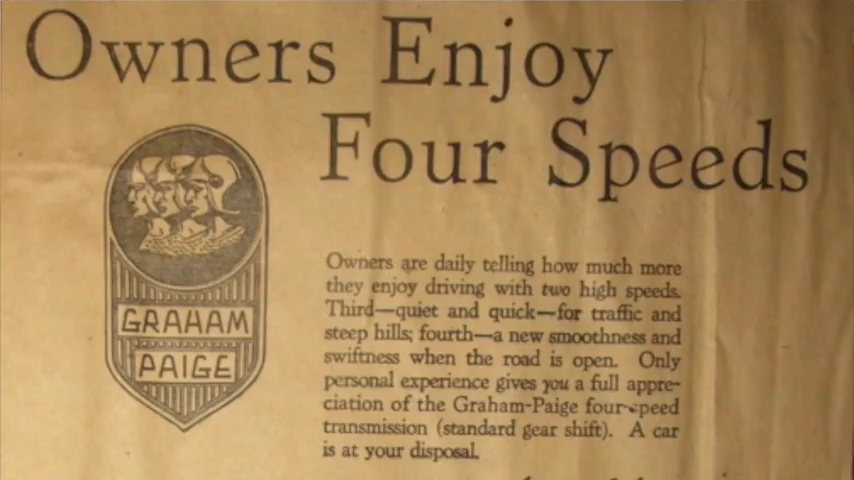 Owners Enjoy
Four Speeds
GRAHAM
PAIGE
Owners are daily telling how much more
they enjoy driving with two high speeds.
Third—quiet and quick—for traffic and
steep hills; fourth—a new smoothness and
swiftness when the road is open. Only
personal experience gives you a full appre-
ciation of the Graham-Paige four-speed
transmission (standard gear shift). A car
is at your disposal.